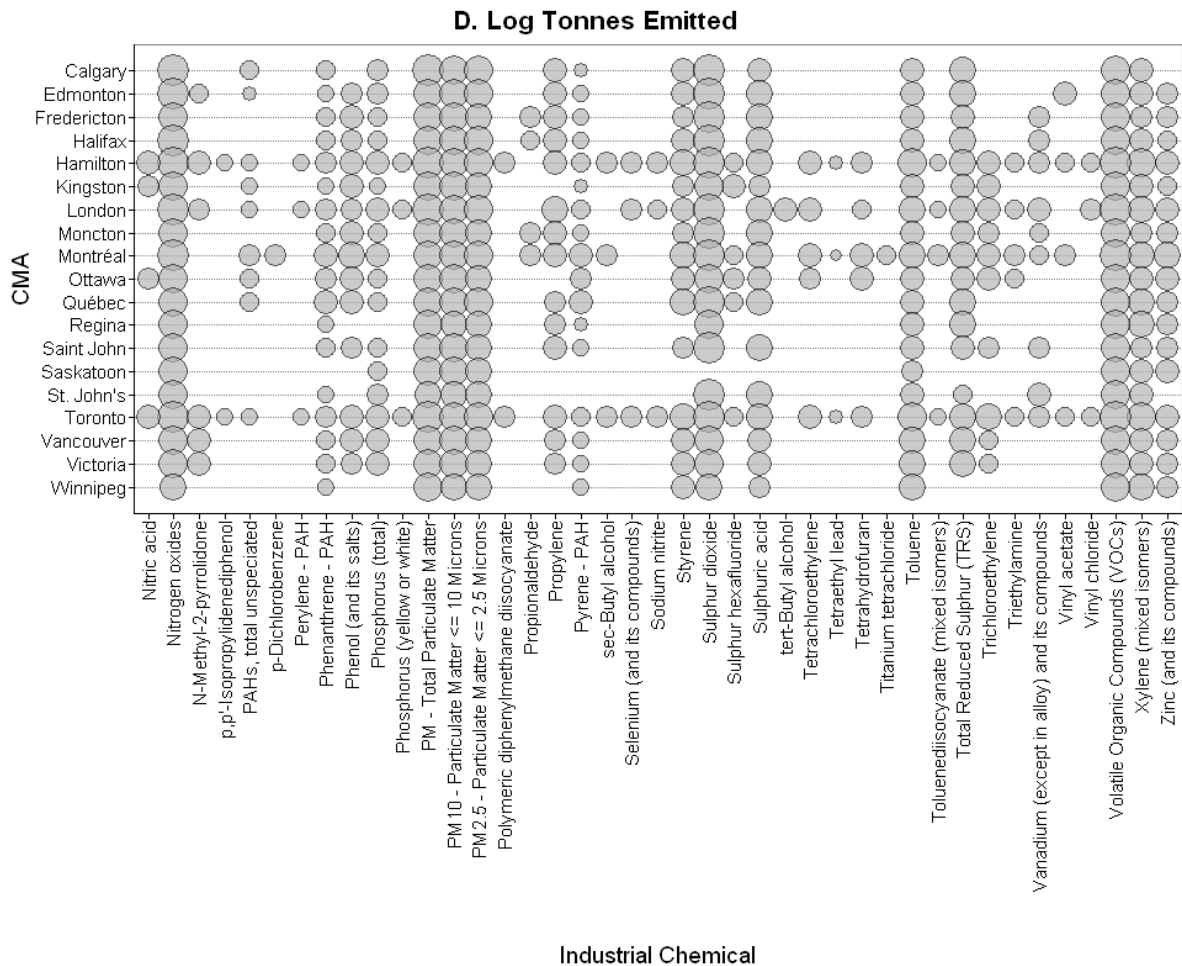 D. Log Tonnes Emitted
CMA
Calgary
Edmonton
Fredericton
Halifax
Hamilton
Kingston
London
Moncton
Montréal
Ottawa
Québec
Regina
Saint John
Saskatoon
St. John's
Toronto
Vancouver
Victoria
Winnipeg
Nitric acid
Nitrogen oxides
N-Methyl-2-pyrrolidone
p,p'-Isopropylidenediphenol
PAHs, total unspeciated
p-Dichlorobenzene
Perylene - PAH
Phenanthrene - PAH
Phenol (and its salts)
Phosphorus (total)
Phosphorus (yellow or white)
PM - Total Particulate Matter
PM10 - Particulate Matter <= 10 Microns
PM2.5 - Particulate Matter <= 2.5 Microns
Polymeric diphenylmethane diisocyanate
Propionaldehyde
Propylene
Pyrene - PAH
sec-Butyl alcohol
Selenium (and its compounds)
Sodium nitrite
Styrene
Sulphur dioxide
Sulphur hexafluoride
Sulphuric acid
tert-Butyl alcohol
Tetrachloroethylene
Tetraethyl lead
Tetrahydrofuran
Titanium tetrachloride
Toluene
Toluenediisocyanate (mixed isomers)
Total Reduced Sulphur (TRS))
Trichloroethylene
Triethylamine
Vanadium (except in alloy) and its compounds
Vinyl acetate
Vinyl chloride
Volatile Organic Compounds (VOCs)
Xylene (mixed isomers)
Zinc (and its compounds)
Industrial Chemical